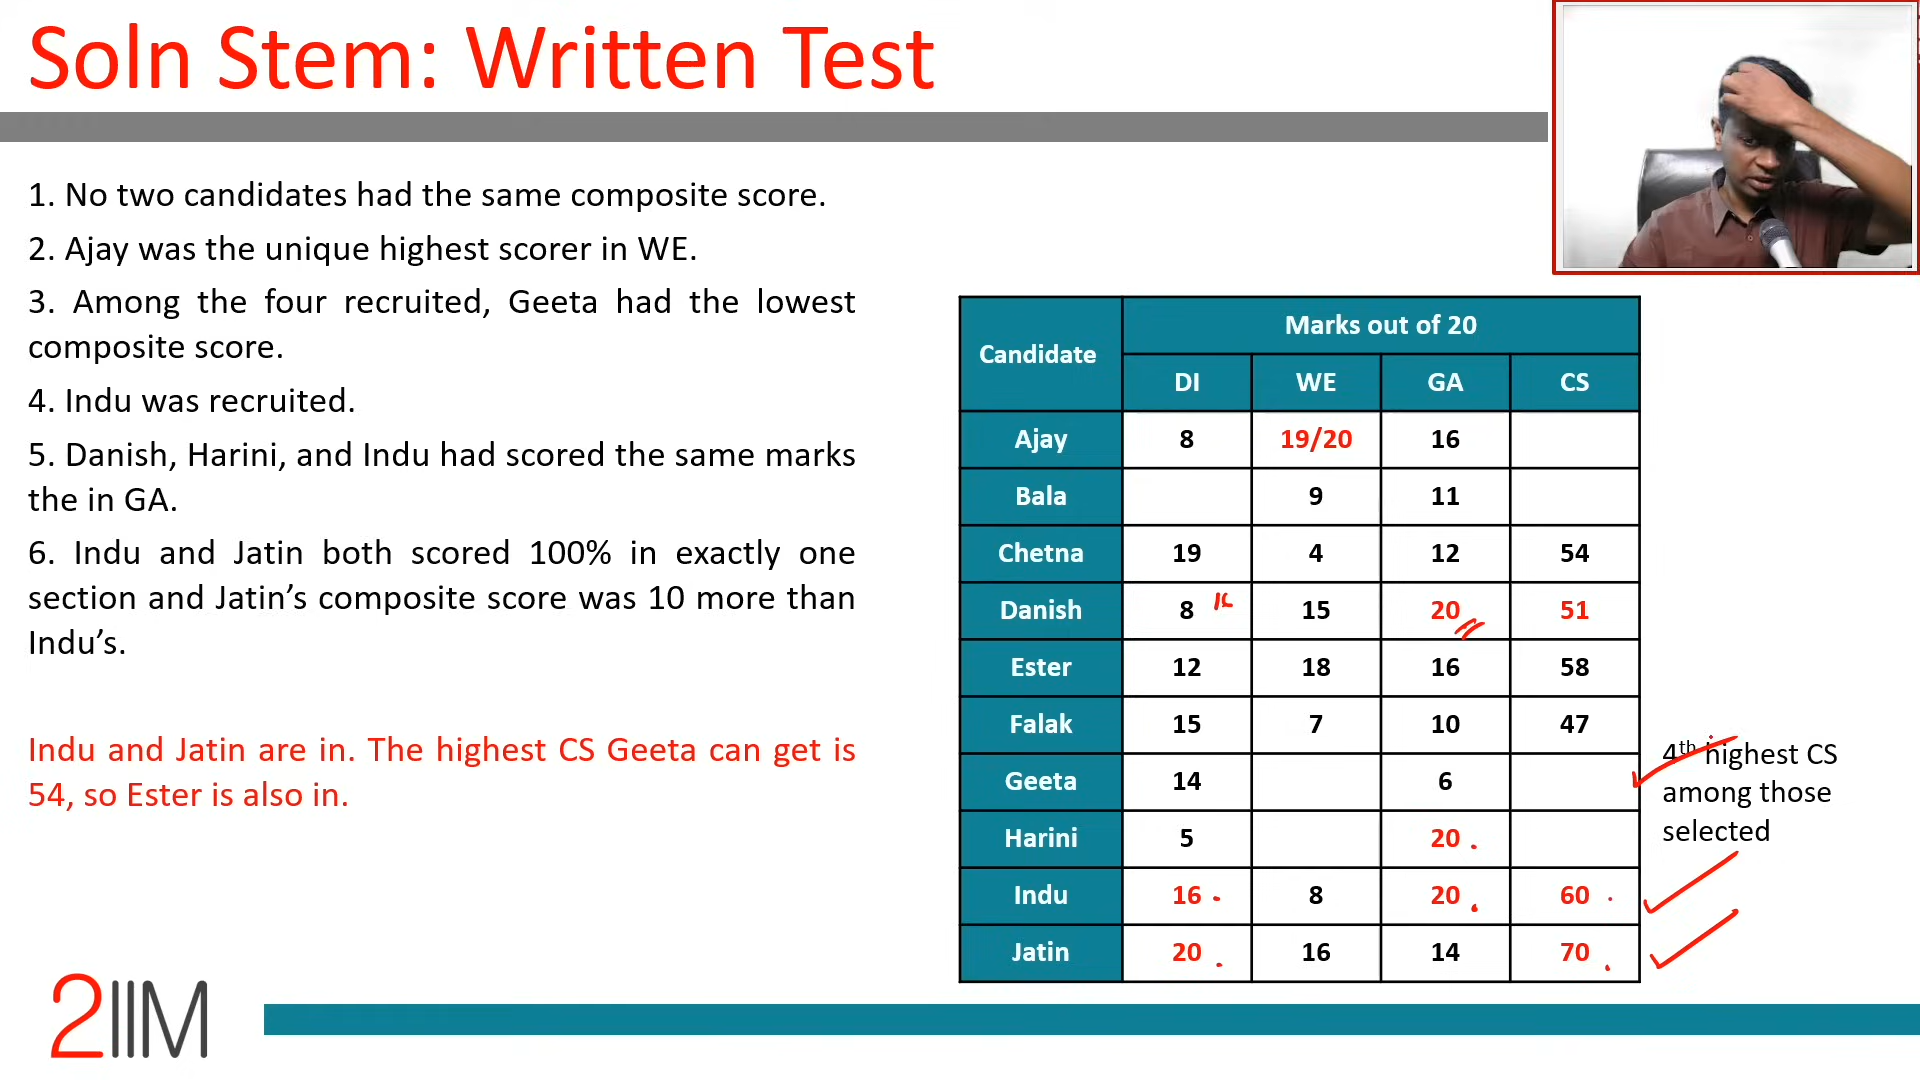 Soln Stem: Written Test
1. No two candidates had the same composite score.
2. Ajay was the unique highest scorer in WE.
3. Among the four recruited, Geeta had the lowest
composite score.
4. Indu was recruited.
5. Danish, Harini, and Indu had scored the same marks
the in GA.
6. Indu and Jatin both scored 100% in exactly one
section and Jatin's composite score was 10 more than
Indu's.
Indu and Jatin are in. The highest CS Geeta can get is
54, so Ester is also in.
Candidate Marks out of 20
DI WE GA CS
Ajay 8 19/20 16
Bala 9 11
Chetna 19 4 12 54
Danish 8 15 20 51
Ester 12 18 16 58
Falak 15 7 10 47
Geeta 14 6
Harini 5 20
Indu 16 8 20 60
Jatin 20 16 14 70
4th highest CS
among those
selected
2IIM